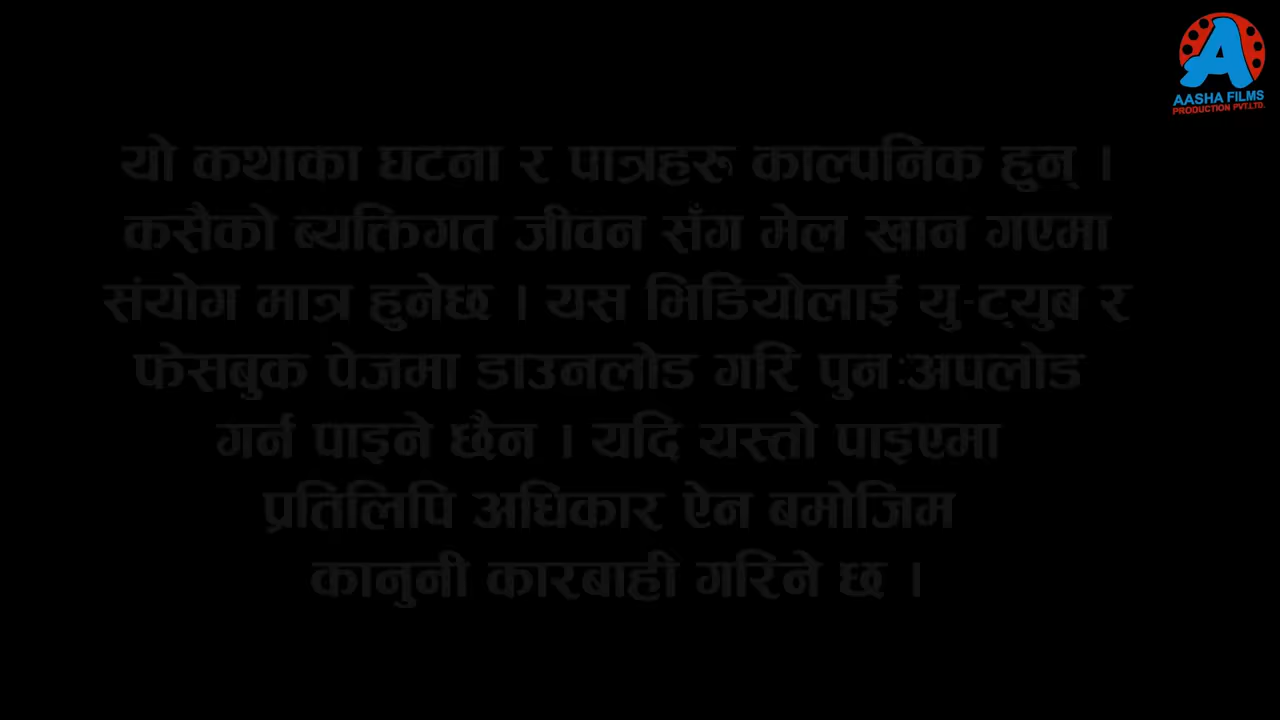 AASHA FILMS
PRODUCTION PVT.LTD.
यो कथाका घटना र पात्रहरु काल्पनिक हुन् ।
कसैको ब्यक्तिगत जीवन सँग मेल खान गएमा
संयोग मात्र हुनेछ । यस भिडियोलाई यु-ट्युब र
फेसबुक पेजमा डाउनलोड गरि पुनःअपलोड
गर्न पाइने छैन । यदि यस्तो पाइएमा
प्रतिलिपि अधिकार ऐन बमोजिम
कानुनी कारबाही गरिने छ ।